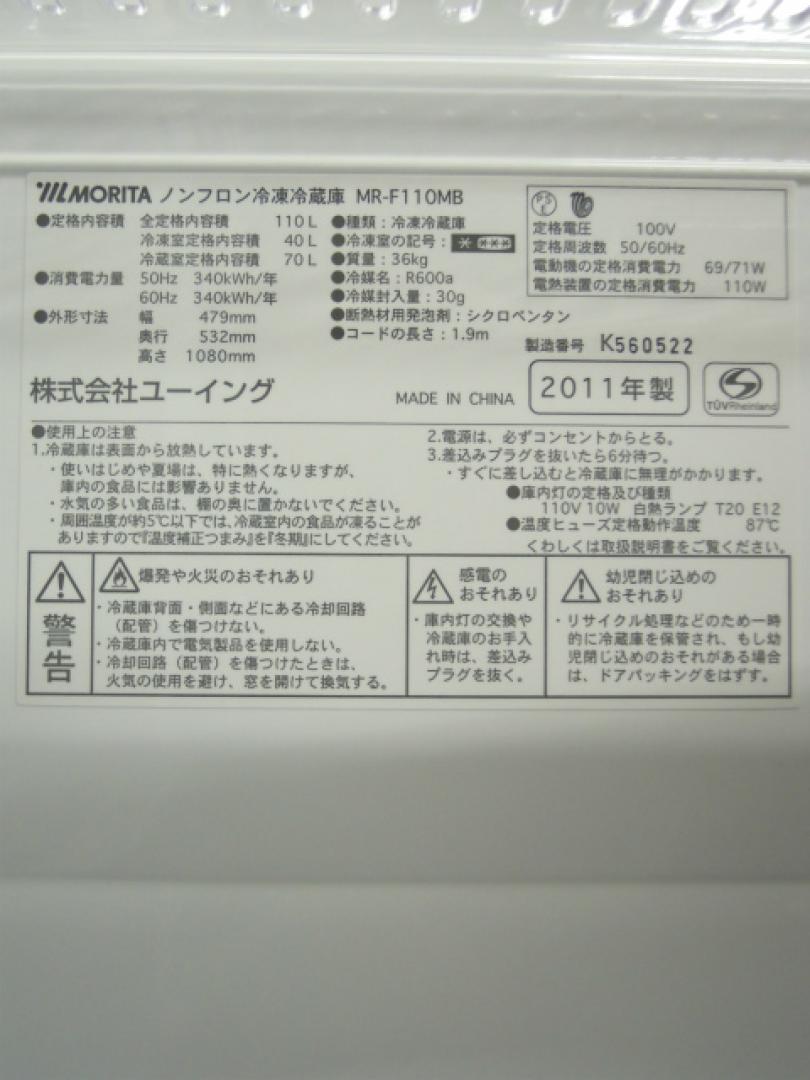 MORITA ノンフロン冷凍冷蔵庫 MR-F110MB
●定格内容積 全定格内容積 110L
冷凍室定格内容積 40L
冷蔵室定格内容積 70L
●消費電力量 50Hz 340kWh/年
60Hz 340kWh/年
●外形寸法 幅 479mm
奥行 532mm
高さ 1080mm
●種類：冷凍冷蔵庫
●冷凍室の記号：
●質量：36kg
●冷媒名：R600a
●冷媒封入量：30g
●断熱材用発泡剤：シクロペンタン
●コードの長さ：1.9m
PS
E
定格電圧 100V
定格周波数 50/60Hz
電動機の定格消費電力 69/71W
電熱装置の定格消費電力 110W
製造番号 K560522
株式会社ユーイング
MADE IN CHINA
2011年製
TÜVRheinland
●使用上の注意
1.冷蔵庫は表面から放熱しています。
・使いはじめや夏場は、特に熱くなりますが、
庫内の食品には影響ありません。
・水気の多い食品は、棚の奥に置かないでください。
・周囲温度が約5℃以下では、冷蔵室内の食品が凍ることが
ありますので『温度補正つまみ』を『冬期』にしてください。
2.電源は、必ずコンセントからとる。
3.差込みプラグを抜いたら6分待つ。
・すぐに差し込むと冷蔵庫に無理がかかります。
●庫内灯の定格及び種類
110V 10W 白熱ランプ T20 E12
●温度ヒューズ定格動作温度 87℃
くわしくは取扱説明書をご覧ください。
警告
爆発や火災のおそれあり
・冷蔵庫背面・側面などにある冷却回路
（配管）を傷つけない。
・冷蔵庫内で電気製品を使用しない。
・冷却回路（配管）を傷つけたときは、
火気の使用を避け、窓を開けて換気する。
感電の
おそれあり
・庫内灯の交換や
冷蔵庫のお手入
れ時は、差込み
プラグを抜く。
幼児閉じ込めの
おそれあり
・リサイクル処理などのため一時
的に冷蔵庫を保管され、もし幼
児閉じ込めのおそれがある場合
は、ドアパッキングをはずす。